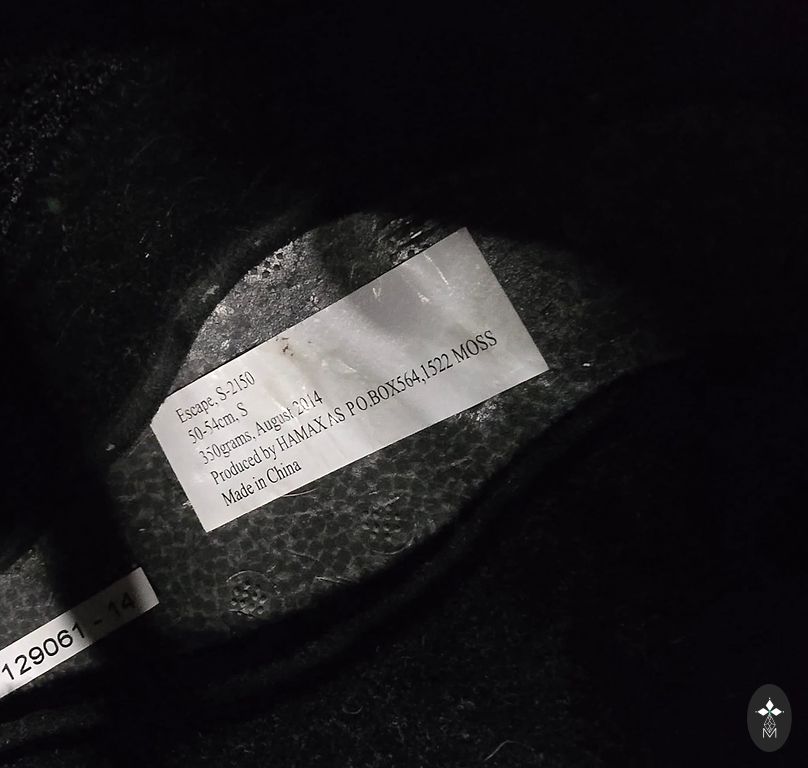 Escape, S-2150
50-54cm, S
350grams, August 2014
Produced by HAMAX AS P.O.BOX564,1522 MOSS
Made in China
129061 - 14
M